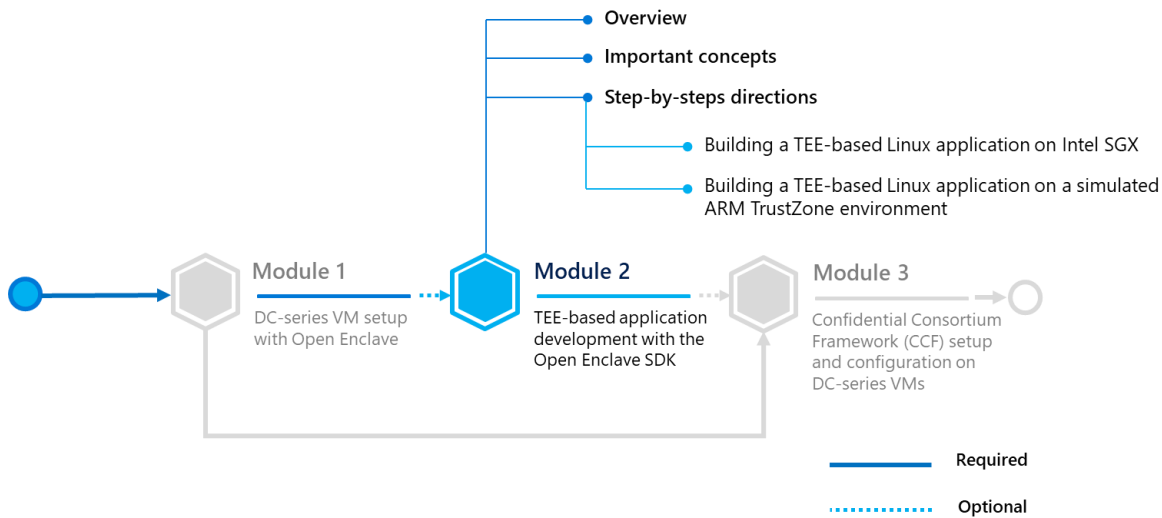 Overview
Important concepts
Step-by-steps directions
Building a TEE-based Linux application on Intel SGX
Building a TEE-based Linux application on a simulated
ARM TrustZone environment
Module 1
DC-series VM setup
with Open Enclave
Module 2
TEE-based application
development with the
Open Enclave SDK
Module 3
Confidential Consortium
Framework (CCF) setup
and configuration on
DC-series VMs
Required
Optional